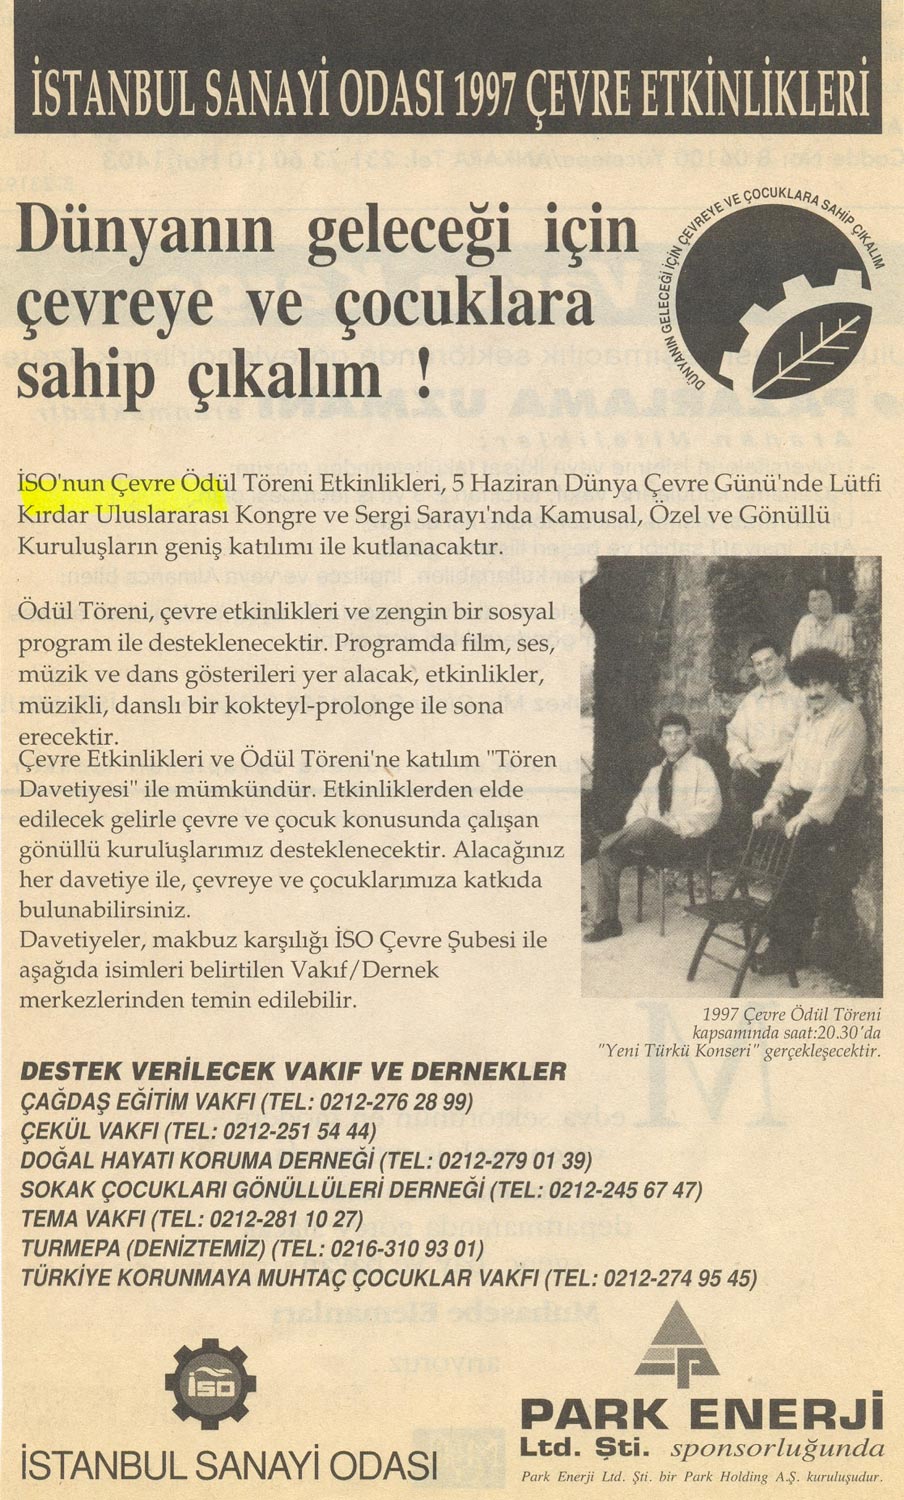 İSTANBUL SANAYİ ODASI 1997 ÇEVRE ETKİNLİKLERİ
Dünyanın geleceği için
çevreye ve çocuklara
sahip çıkalım !
DÜNYANIN GELECEĞİ İÇİN ÇEVREYE VE ÇOCUKLARA SAHİP ÇIKALIM
İSO'nun Çevre Ödül Töreni Etkinlikleri, 5 Haziran Dünya Çevre Günü'nde Lütfi
Kırdar Uluslararası Kongre ve Sergi Sarayı'nda Kamusal, Özel ve Gönüllü
Kuruluşların geniş katılımı ile kutlanacaktır.
Ödül Töreni, çevre etkinlikleri ve zengin bir sosyal
program ile desteklenecektir. Programda film, ses,
müzik ve dans gösterileri yer alacak, etkinlikler,
müzikli, danslı bir kokteyl-prolonge ile sona
erecektir.
Çevre Etkinlikleri ve Ödül Töreni'ne katılım "Tören
Davetiyesi" ile mümkündür. Etkinliklerden elde
edilecek gelirle çevre ve çocuk konusunda çalışan
gönüllü kuruluşlarımız desteklenecektir. Alacağınız
her davetiye ile, çevreye ve çocuklarımıza katkıda
bulunabilirsiniz.
Davetiyeler, makbuz karşılığı İSO Çevre Şubesi ile
aşağıda isimleri belirtilen Vakıf/Dernek
merkezlerinden temin edilebilir.
1997 Çevre Ödül Töreni
kapsamında saat:20.30'da
"Yeni Türkü Konseri" gerçekleşecektir.
DESTEK VERİLECEK VAKIF VE DERNEKLER
ÇAĞDAŞ EĞİTİM VAKFI (TEL: 0212-276 28 99)
ÇEKÜL VAKFI (TEL: 0212-251 54 44)
DOĞAL HAYATI KORUMA DERNEĞİ (TEL: 0212-279 01 39)
SOKAK ÇOCUKLARI GÖNÜLLÜLERİ DERNEĞİ (TEL: 0212-245 67 47)
TEMA VAKFI (TEL: 0212-281 10 27)
TURMEPA (DENİZTEMİZ) (TEL: 0216-310 93 01)
TÜRKİYE KORUNMAYA MUHTAÇ ÇOCUKLAR VAKFI (TEL: 0212-274 95 45)
İSO
İSTANBUL SANAYİ ODASI
PARK ENERJİ
Ltd. Şti. sponsorluğunda
Park Enerji Ltd. Şti. bir Park Holding A.Ş. kuruluşudur.